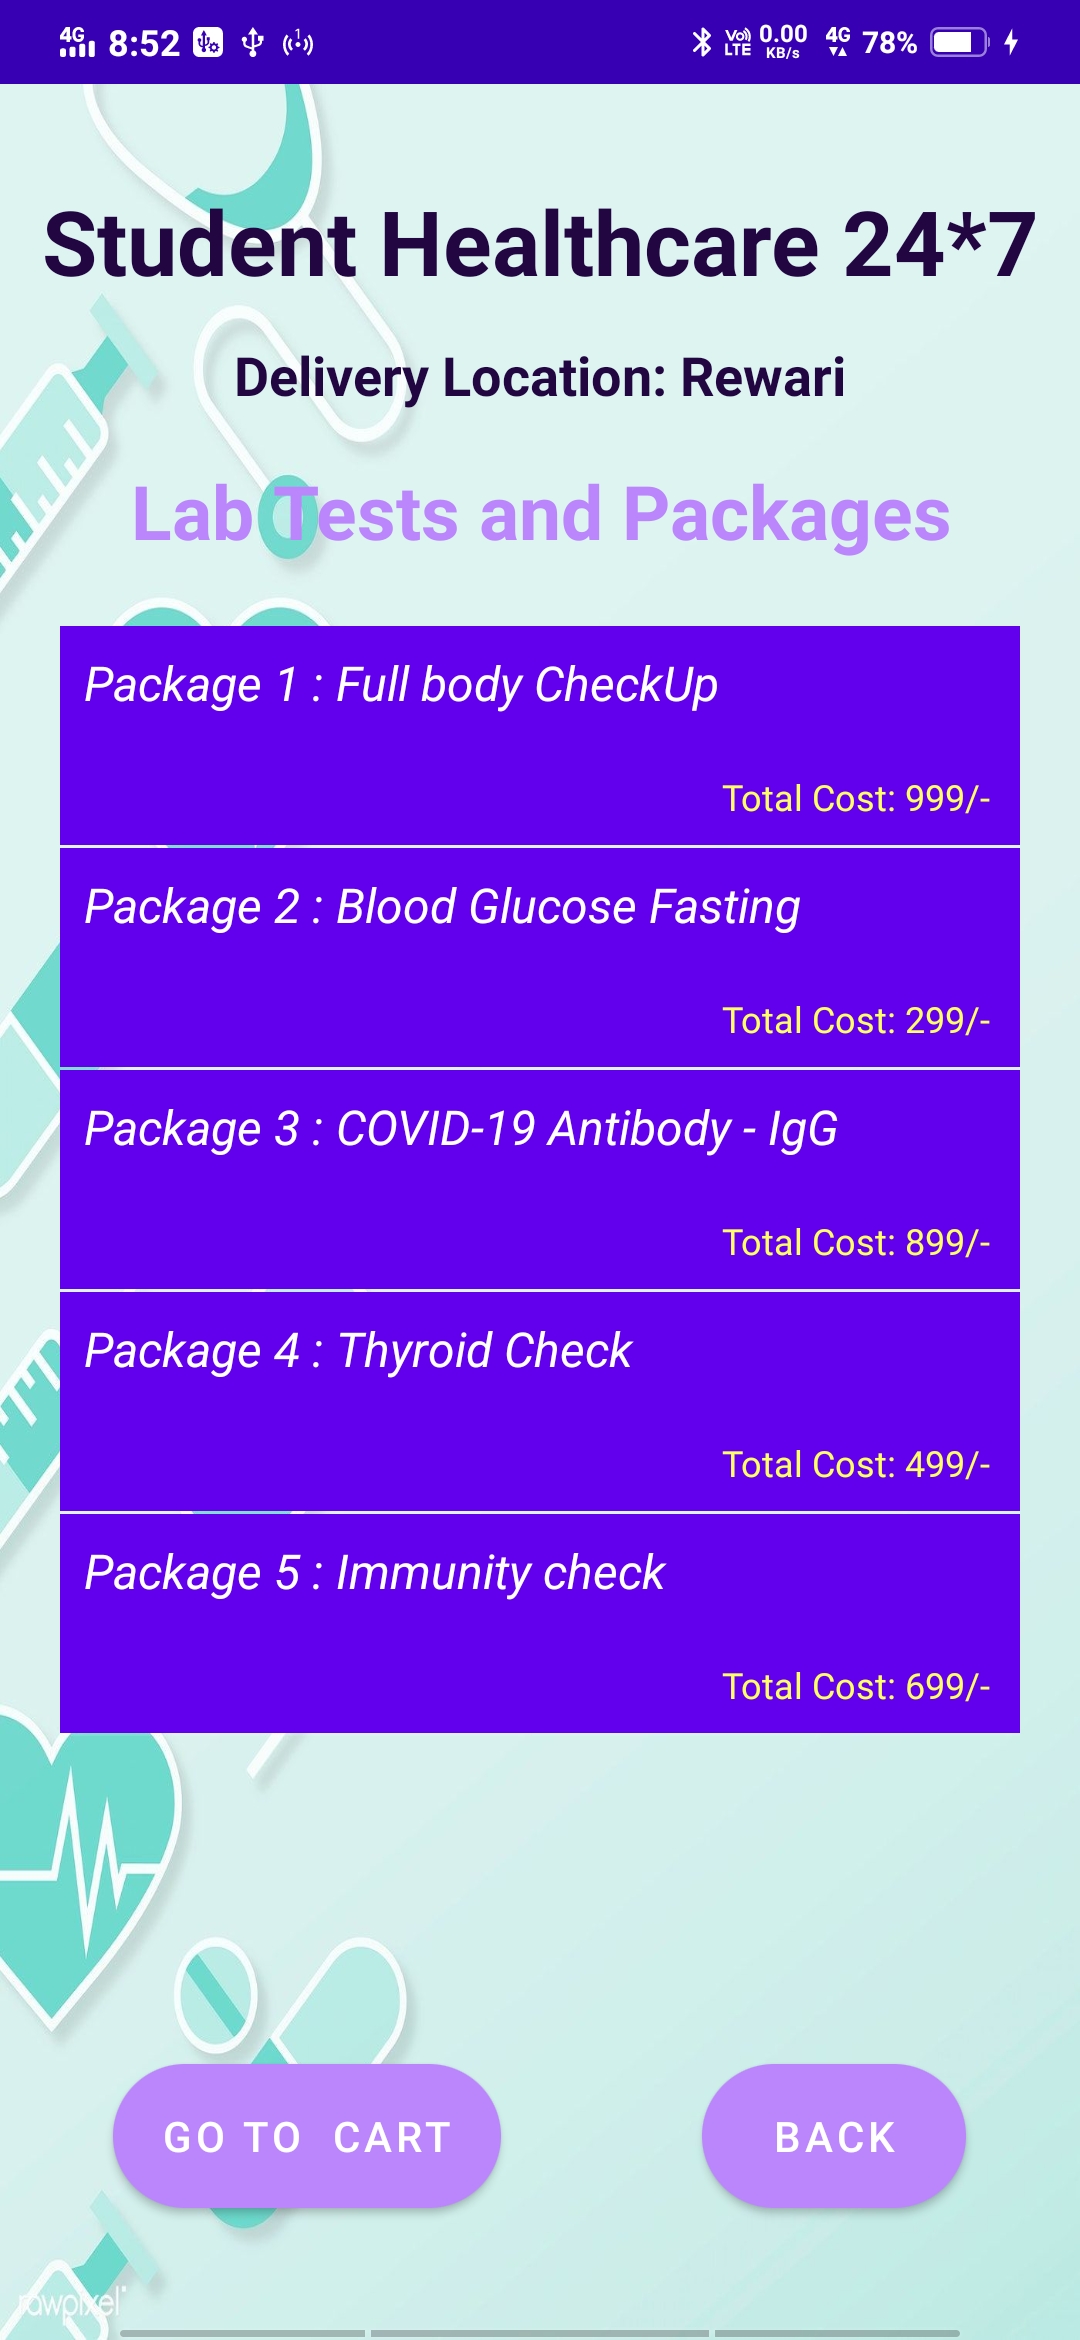 4G 8:52 1 Vo) LTE 0.00 KB/s 4G 78%
Student Healthcare 24*7
Delivery Location: Rewari
Lab Tests and Packages
Package 1 : Full body CheckUp
Total Cost: 999/-
Package 2 : Blood Glucose Fasting
Total Cost: 299/-
Package 3 : COVID-19 Antibody - IgG
Total Cost: 899/-
Package 4 : Thyroid Check
Total Cost: 499/-
Package 5 : Immunity check
Total Cost: 699/-
GO TO CART BACK
rawpixel